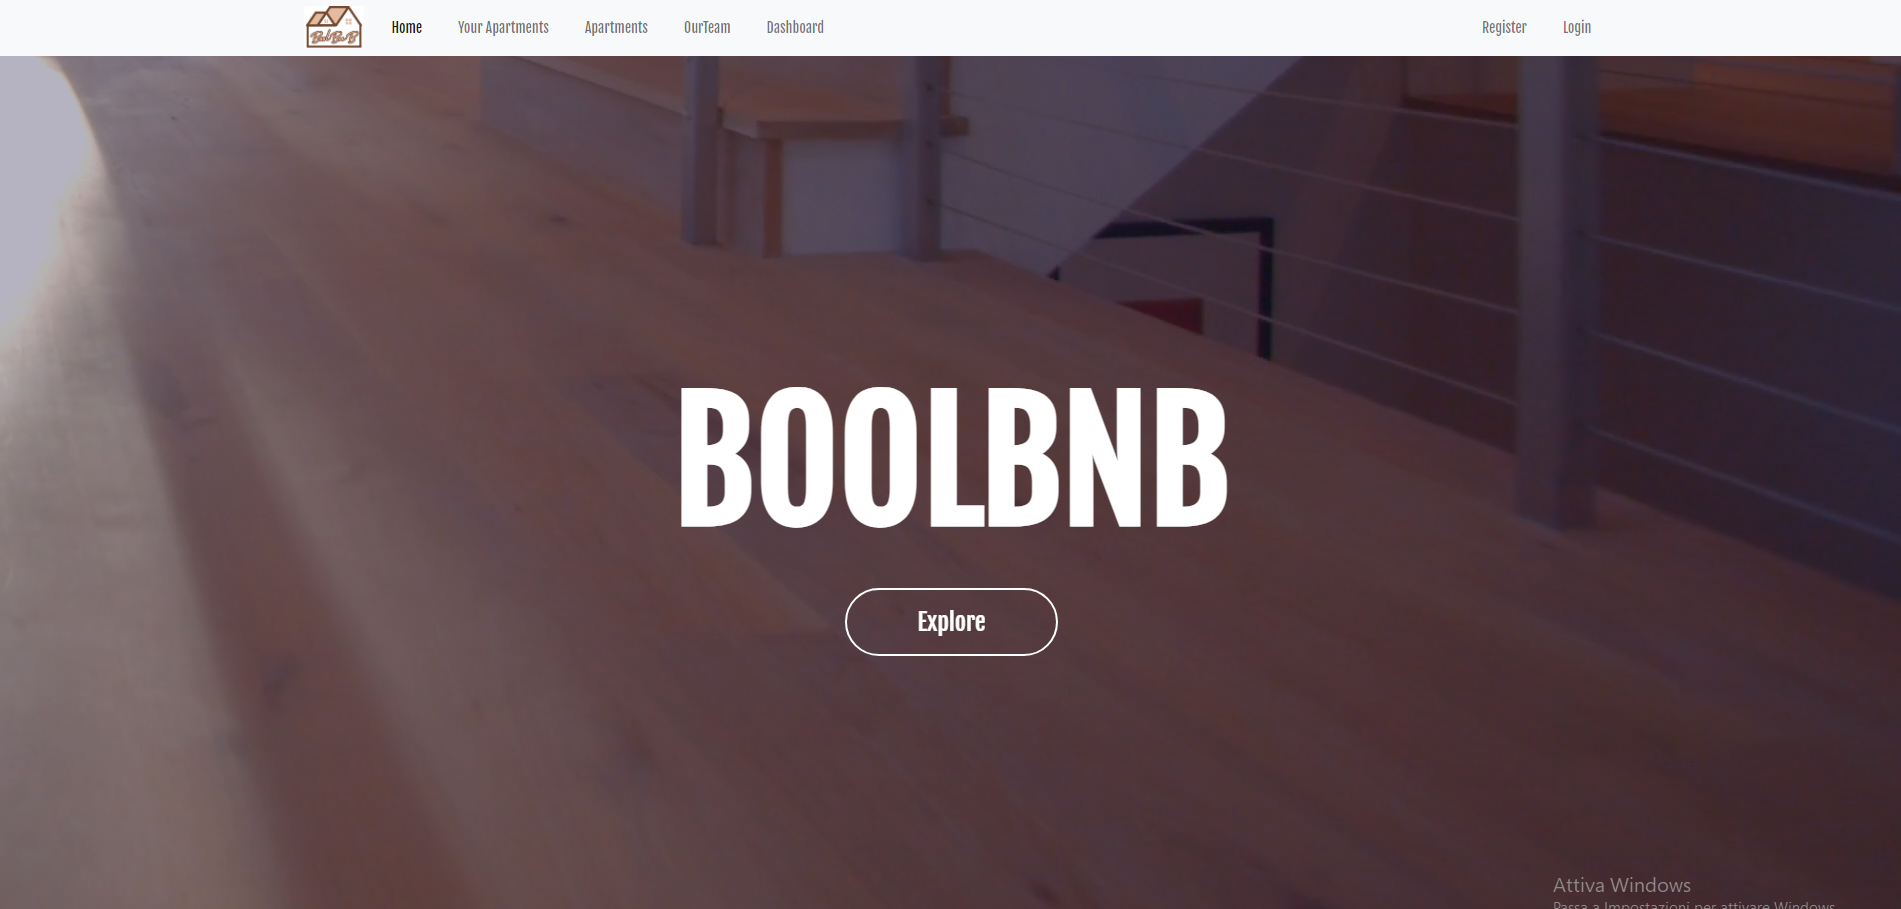 BoolBnB
Home Your Apartments Apartments OurTeam Dashboard Register Login
BOOLBNB
Explore
Attiva Windows
Passa a Impostazioni per attivare Windows.